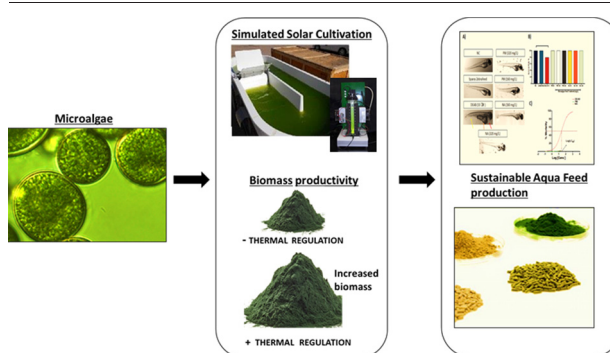 Microalgae
Simulated Solar Cultivation
Biomass productivity
- THERMAL REGULATION
Increased
biomass
+ THERMAL REGULATION
A)
B)
C)
Sustainable Aqua Feed
production